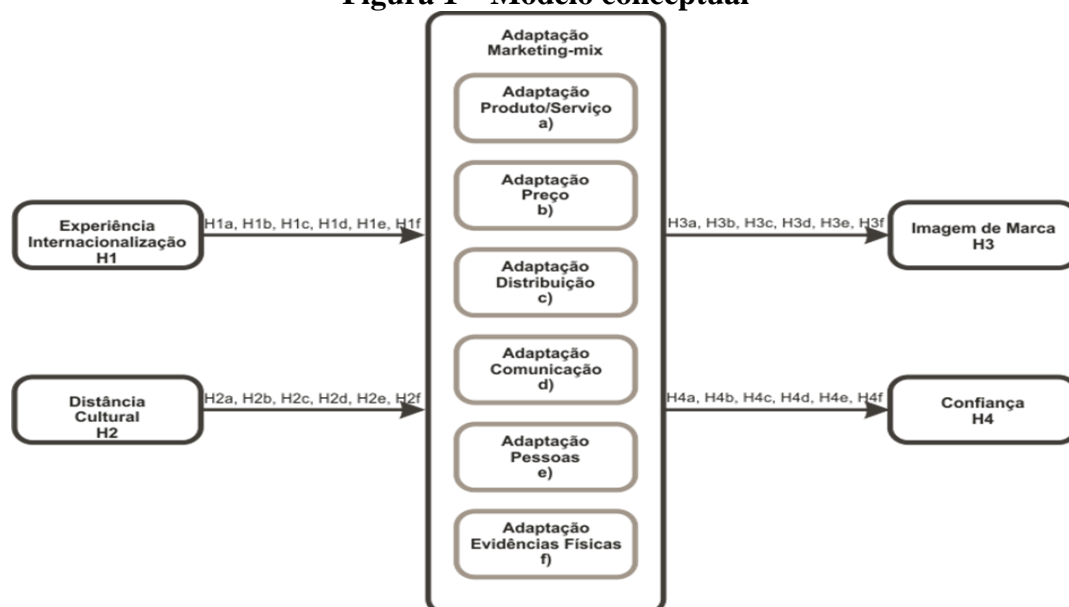 Figura 1 – Modelo conceptual
Adaptação
Marketing-mix
Adaptação
Produto/Serviço
a)
Adaptação
Preço
b)
Adaptação
Distribuição
c)
Adaptação
Comunicação
d)
Adaptação
Pessoas
e)
Adaptação
Evidências Físicas
f)
Experiência
Internacionalização
H1
H1a, H1b, H1c, H1d, H1e, H1f
Distância
Cultural
H2
H2a, H2b, H2c, H2d, H2e, H2f
H3a, H3b, H3c, H3d, H3e, H3f
Imagem de Marca
H3
H4a, H4b, H4c, H4d, H4e, H4f
Confiança
H4